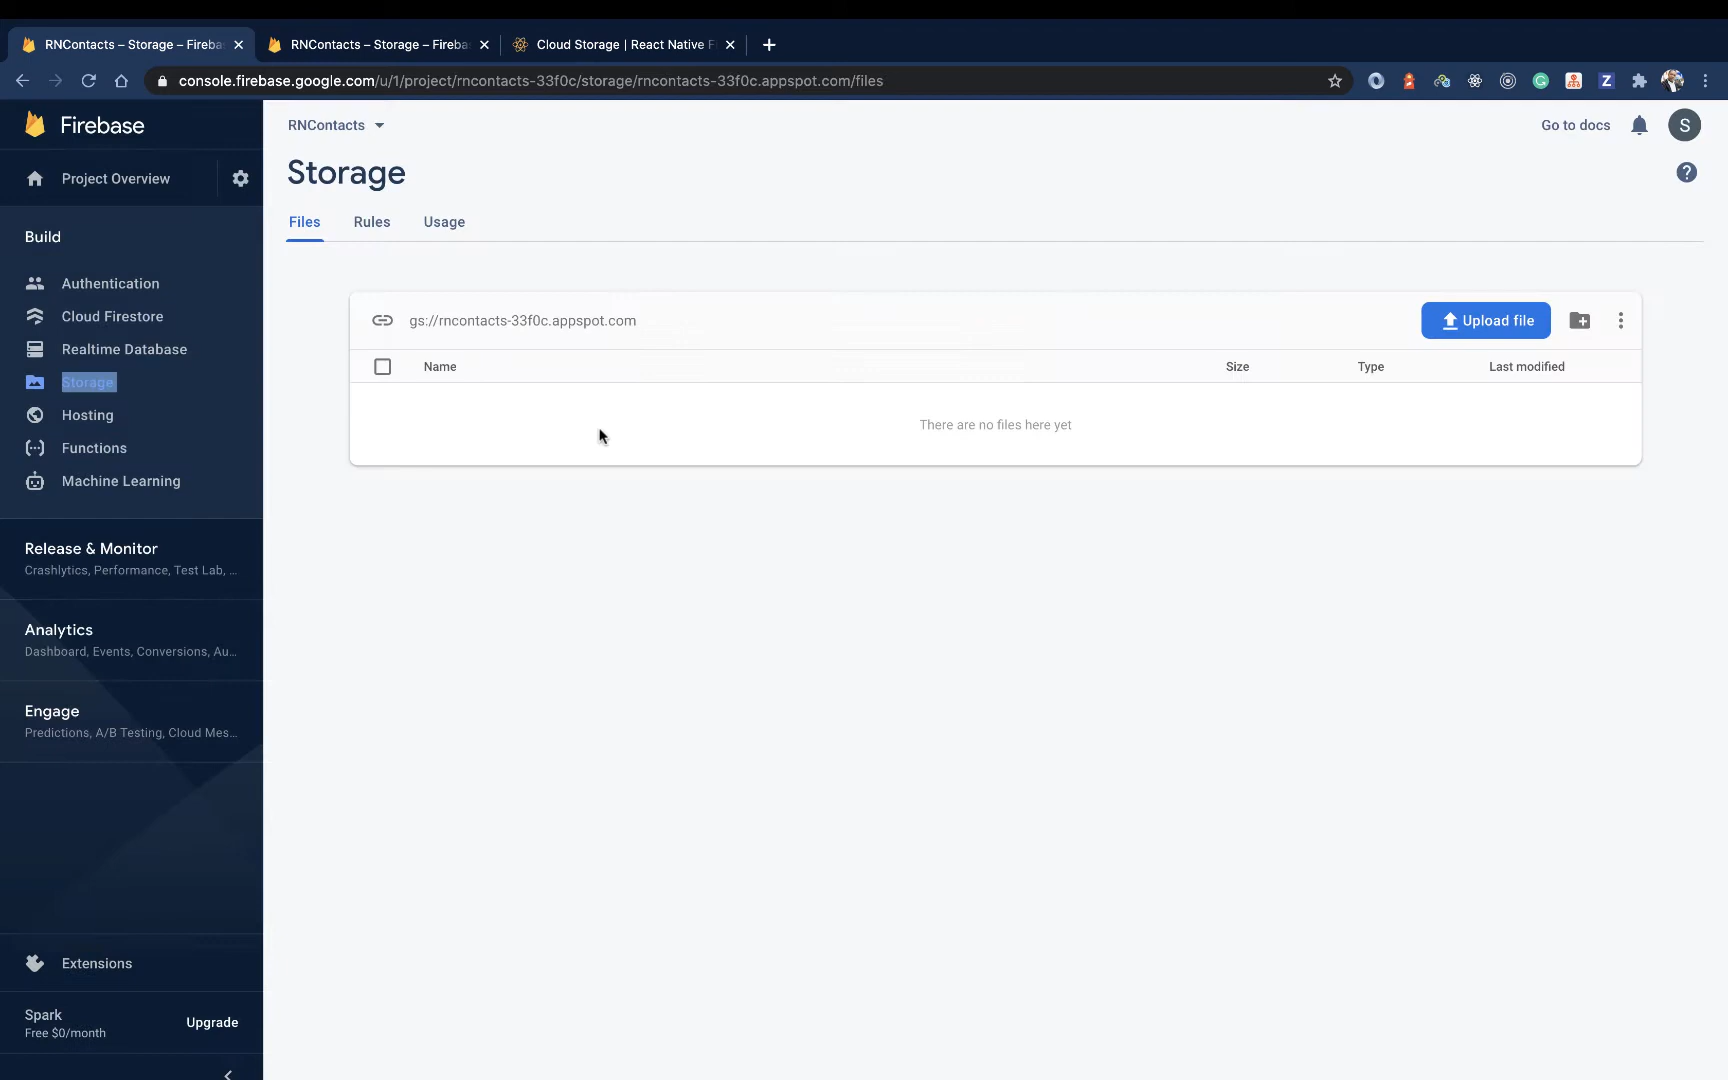 RNContacts – Storage – Fireba
RNContacts – Storage – Fireba
Cloud Storage | React Native F
console.firebase.google.com/u/1/project/rncontacts-33f0c/storage/rncontacts-33f0c.appspot.com/files
Firebase
RNContacts
Go to docs
S
Project Overview
Storage
?
Files
Rules
Usage
Build
Authentication
Cloud Firestore
Realtime Database
Storage
Hosting
Functions
Machine Learning
gs://rncontacts-33f0c.appspot.com
Upload file
Name
Size
Type
Last modified
There are no files here yet
Release & Monitor
Crashlytics, Performance, Test Lab, ...
Analytics
Dashboard, Events, Conversions, Au...
Engage
Predictions, A/B Testing, Cloud Mes...
Extensions
Spark
Free $0/month
Upgrade